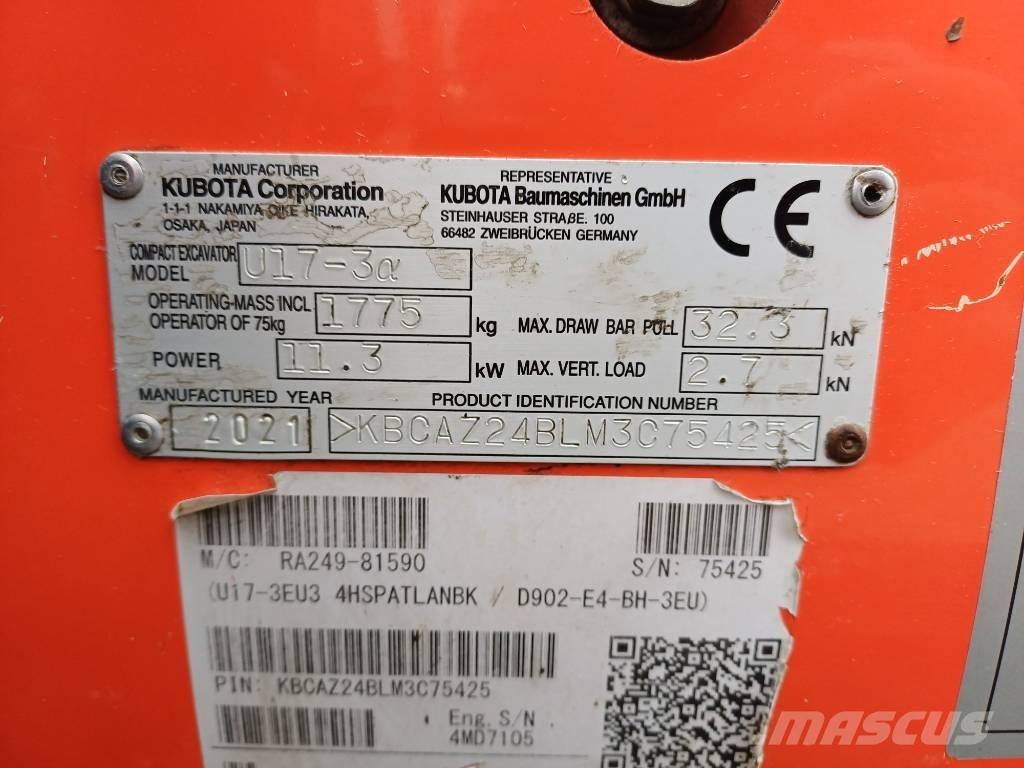 MANUFACTURER
KUBOTA Corporation
1-1-1 NAKAMIYA OIKE HIRAKATA,
OSAKA, JAPAN
REPRESENTATIVE
KUBOTA Baumaschinen GmbH
STEINHAUSER STRAßE. 100
66482 ZWEIBRÜCKEN GERMANY
CE
COMPACT EXCAVATOR
MODEL U17-3α
OPERATING-MASS INCL
OPERATOR OF 75kg 1775 kg
MAX. DRAW BAR PULL 32.3 kN
POWER 11.3 kW
MAX. VERT. LOAD 2.7 kN
MANUFACTURED YEAR
2021
PRODUCT IDENTIFICATION NUMBER
>KBCAZ24BLM3C75425<
M/C: RA249-81590
S/N: 75425
(U17-3EU3 4HSPATLANBK / D902-E4-BH-3EU)
PIN: KBCAZ24BLM3C75425
Eng. S/N
4MD7105
MASCUS